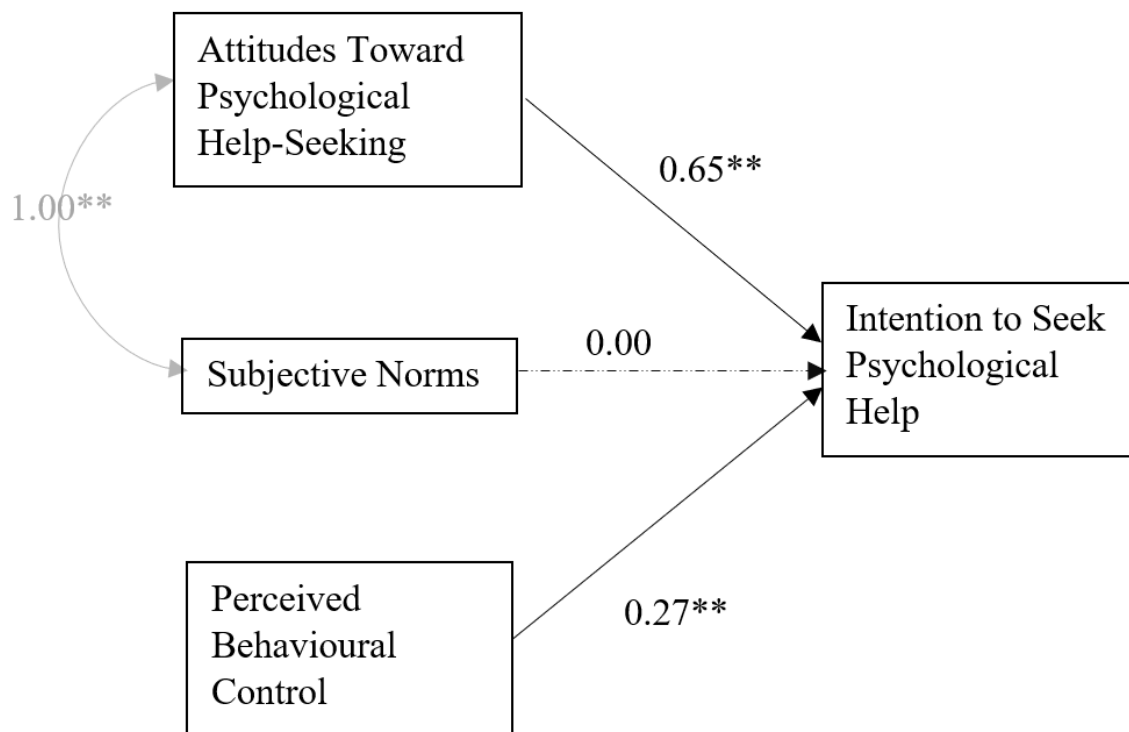 Attitudes Toward
Psychological
Help-Seeking
0.65**
1.00**
Intention to Seek
Psychological
Help
0.00
Subjective Norms
0.27**
Perceived
Behavioural
Control